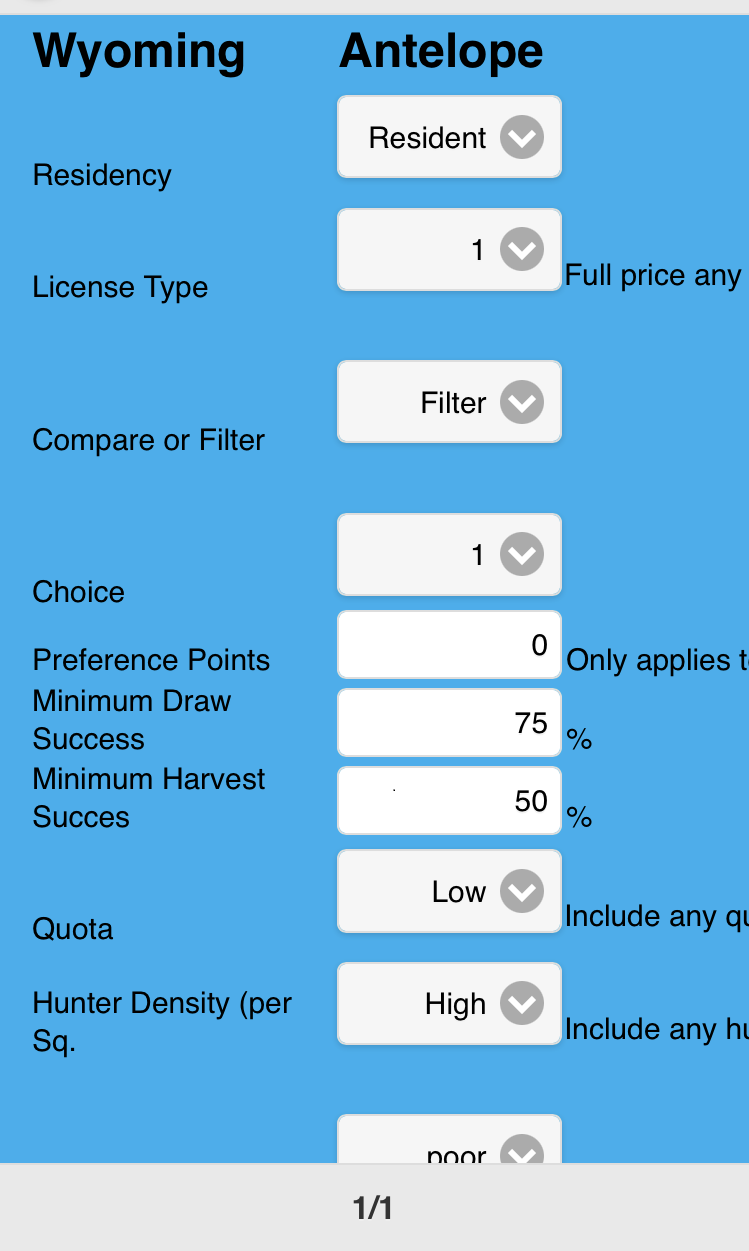 Wyoming Antelope
Resident
Residency
1
Full price any
License Type
Filter
Compare or Filter
1
Choice
0
Preference Points
Only applies
Minimum Draw
Success
75
%
Minimum Harvest
Succes
50
%
Low
Include any
Quota
High
Hunter Density (per
Sq.
Include any
poor
1/1